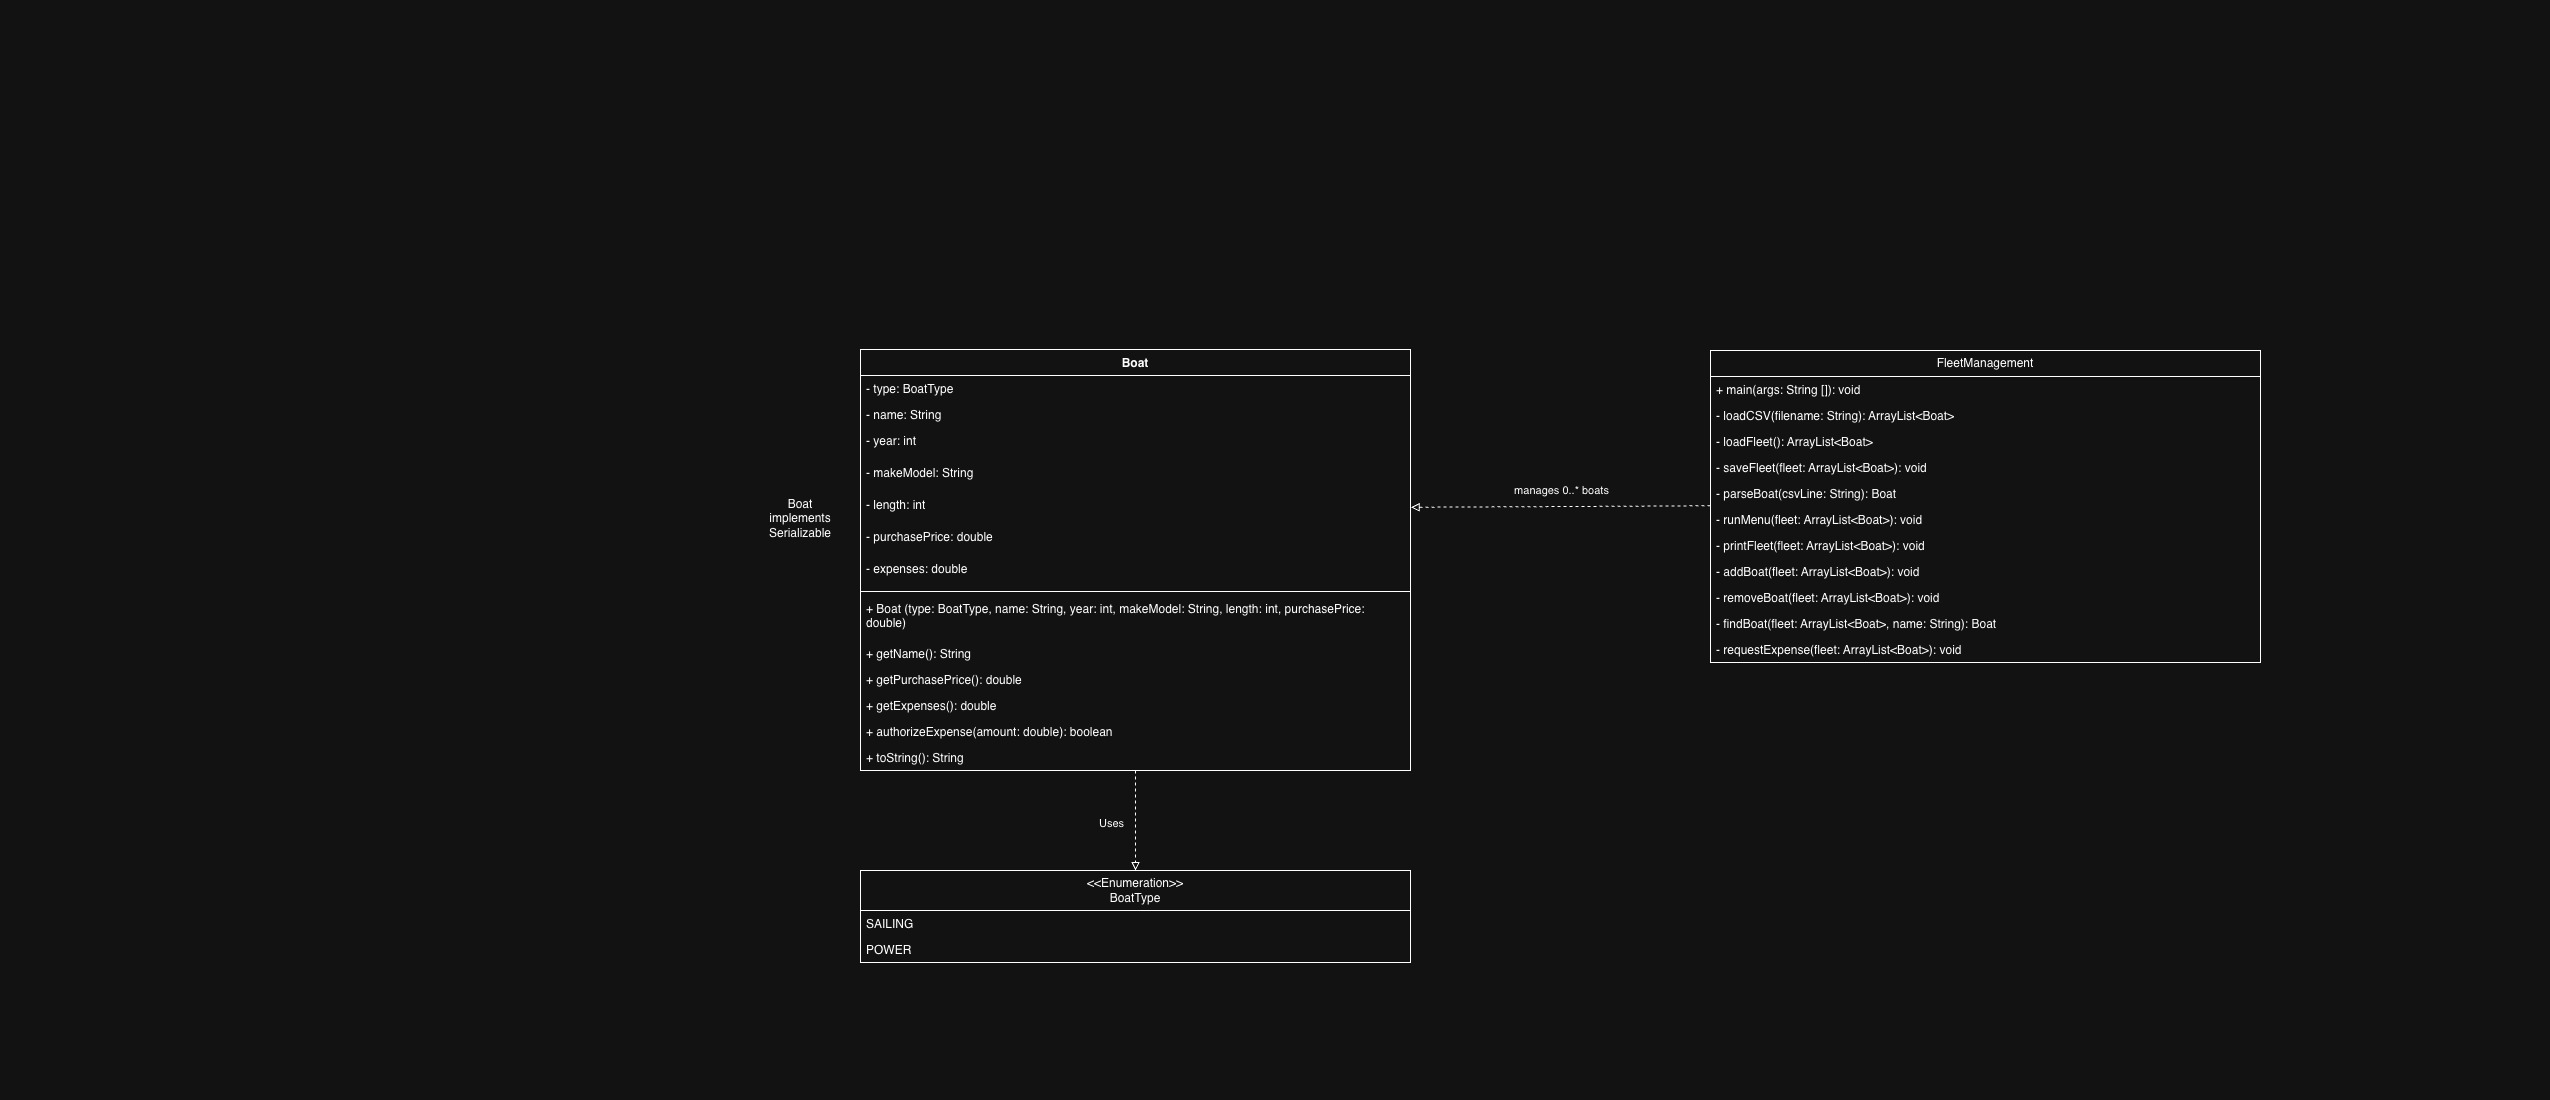 Boat
implements
Serializable
Boat
- type: BoatType
- name: String
- year: int
- makeModel: String
- length: int
- purchasePrice: double
- expenses: double
+ Boat (type: BoatType, name: String, year: int, makeModel: String, length: int, purchasePrice:
double)
+ getName(): String
+ getPurchasePrice(): double
+ getExpenses(): double
+ authorizeExpense(amount: double): boolean
+ toString(): String
Uses
<<Enumeration>>
BoatType
SAILING
POWER
manages 0..* boats
FleetManagement
+ main(args: String []): void
- loadCSV(filename: String): ArrayList<Boat>
- loadFleet(): ArrayList<Boat>
- saveFleet(fleet: ArrayList<Boat>): void
- parseBoat(csvLine: String): Boat
- runMenu(fleet: ArrayList<Boat>): void
- printFleet(fleet: ArrayList<Boat>): void
- addBoat(fleet: ArrayList<Boat>): void
- removeBoat(fleet: ArrayList<Boat>): void
- findBoat(fleet: ArrayList<Boat>, name: String): Boat
- requestExpense(fleet: ArrayList<Boat>): void